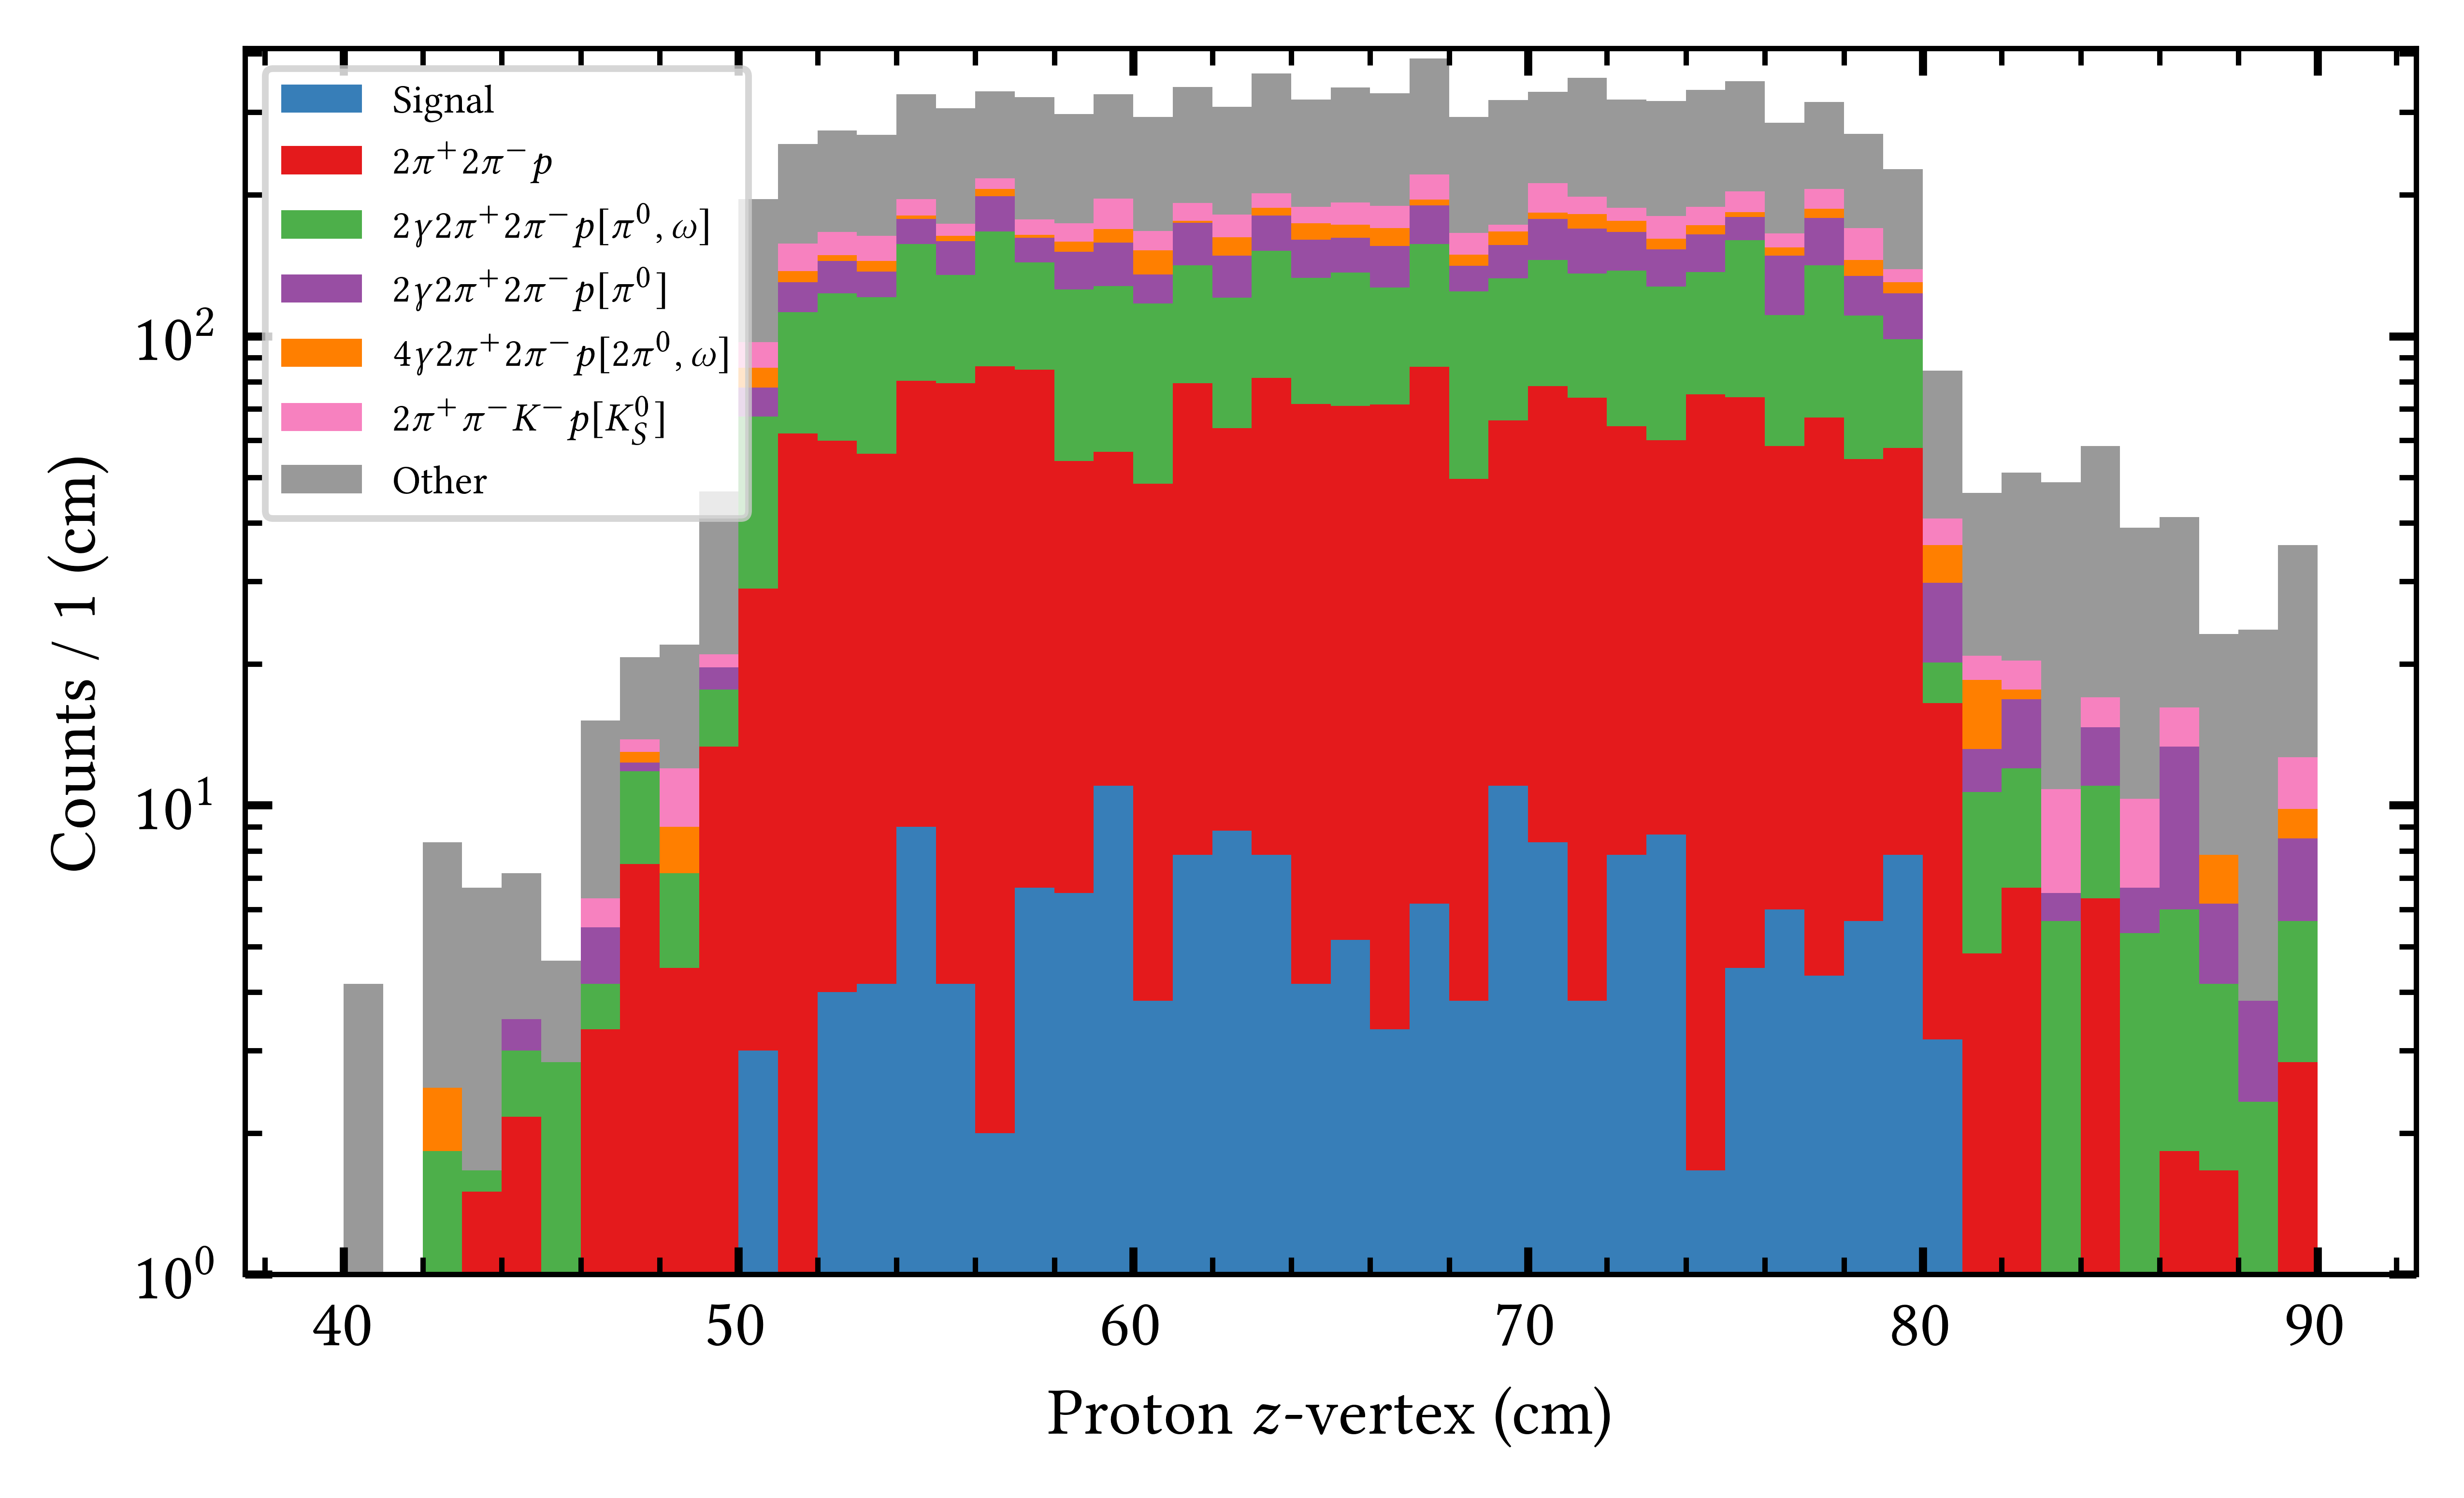 Signal
2π⁺2π⁻p
2γ2π⁺2π⁻p[π⁰, ω]
2γ2π⁺2π⁻p[π⁰]
4γ2π⁺2π⁻p[2π⁰, ω]
2π⁺π⁻K⁻p[K_S⁰]
Other
Counts / 1 (cm)
10²
10¹
10⁰
40 50 60 70 80 90
Proton z-vertex (cm)